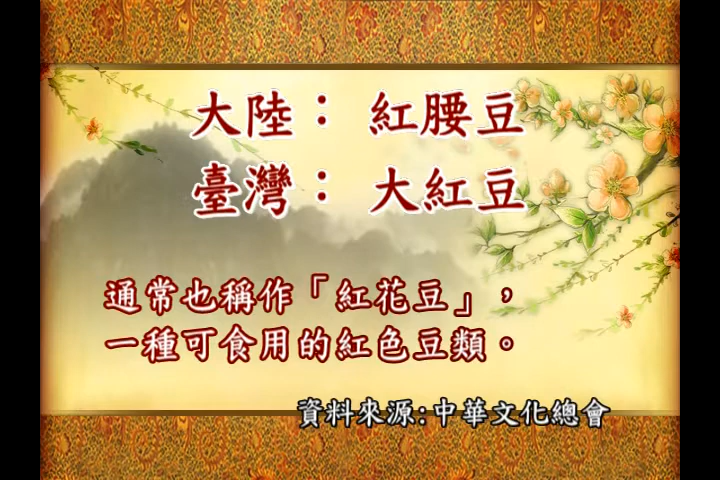 大陸： 紅腰豆
臺灣： 大紅豆
通常也稱作「紅花豆」，
一種可食用的紅色豆類。
資料來源:中華文化總會